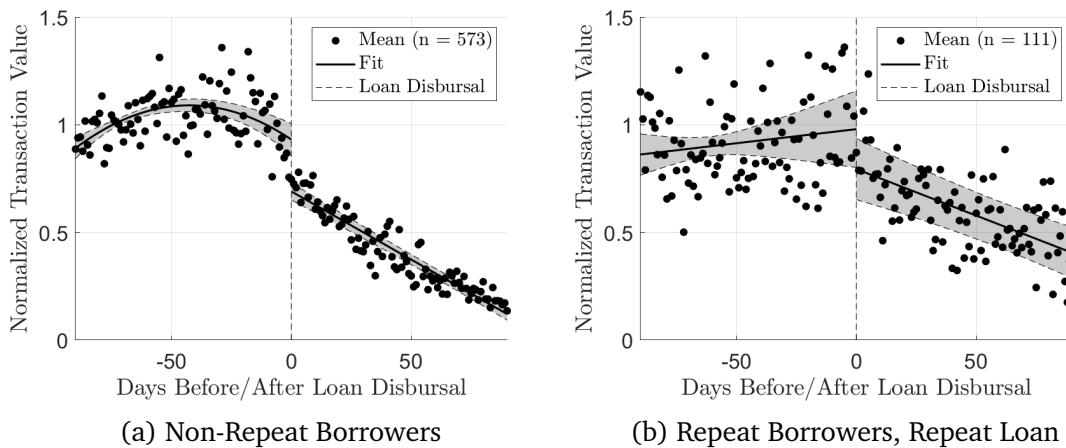 Normalized Transaction Value
1.5
1
0.5
0
-50
0
50
Days Before/After Loan Disbursal
Mean (n = 573)
Fit
Loan Disbursal
(a) Non-Repeat Borrowers
Normalized Transaction Value
1.5
1
0.5
0
-50
0
50
Days Before/After Loan Disbursal
Mean (n = 111)
Fit
Loan Disbursal
(b) Repeat Borrowers, Repeat Loan